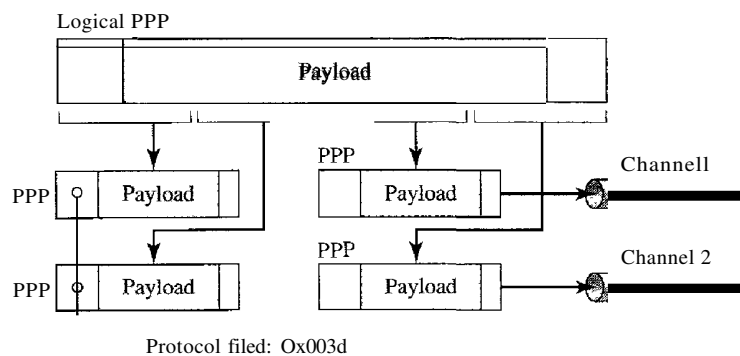 Logical PPP
Payload
PPP
Channell
PPP
Payload
Payload
PPP
Channel 2
PPP
Payload
Payload
Protocol filed: Ox003d